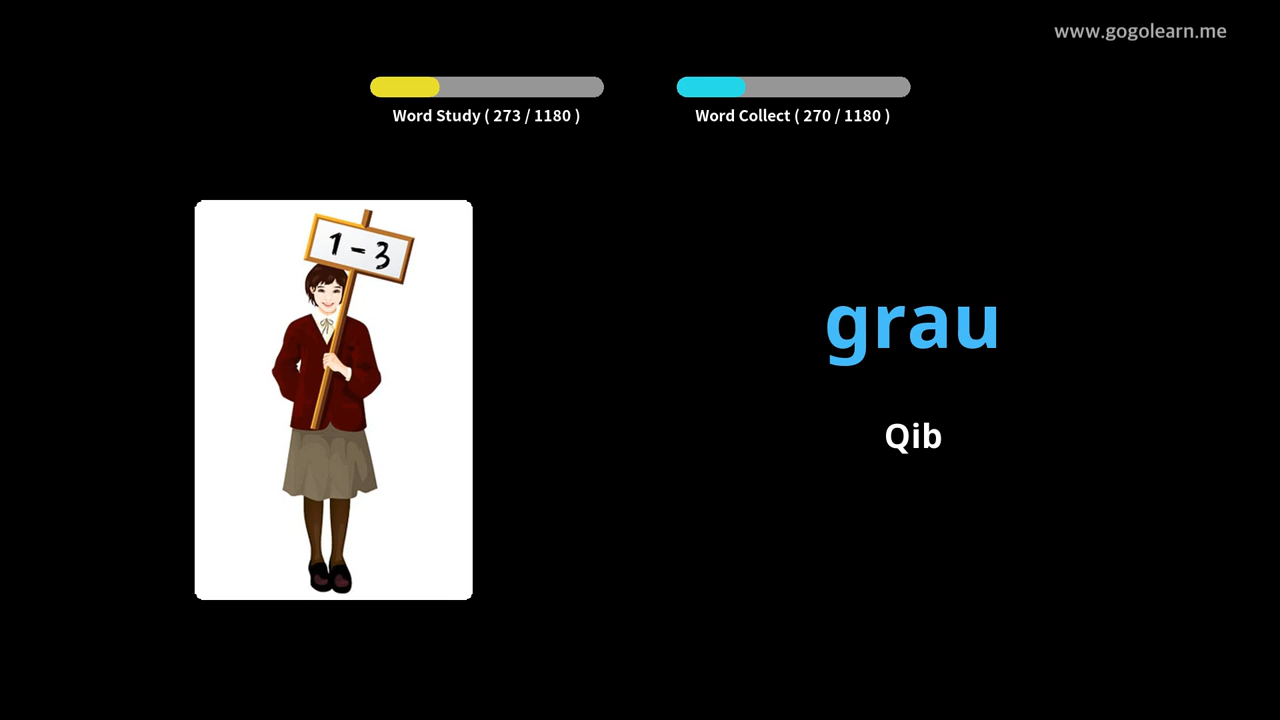 www.gogolearn.me
Word Study ( 273 / 1180 )
Word Collect ( 270 / 1180 )
1 - 3
grau
Qib